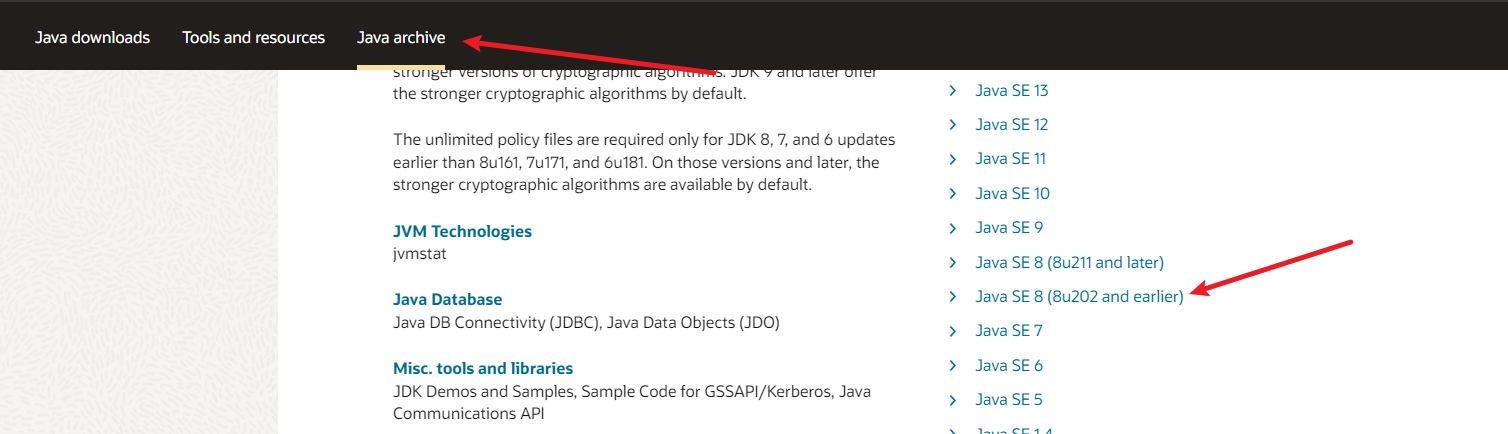 Java downloads
Tools and resources
Java archive
stronger versions of cryptographic algorithms. JDK 9 and later offer
the stronger cryptographic algorithms by default.
The unlimited policy files are required only for JDK 8, 7, and 6 updates
earlier than 8u161, 7u171, and 6u181. On those versions and later, the
stronger cryptographic algorithms are available by default.
JVM Technologies
jvmstat
Java Database
Java DB Connectivity (JDBC), Java Data Objects (JDO)
Misc. tools and libraries
JDK Demos and Samples, Sample Code for GSSAPI/Kerberos, Java
Communications API
Java SE 13
Java SE 12
Java SE 11
Java SE 10
Java SE 9
Java SE 8 (8u211 and later)
Java SE 8 (8u202 and earlier)
Java SE 7
Java SE 6
Java SE 5
Java SE 1.4